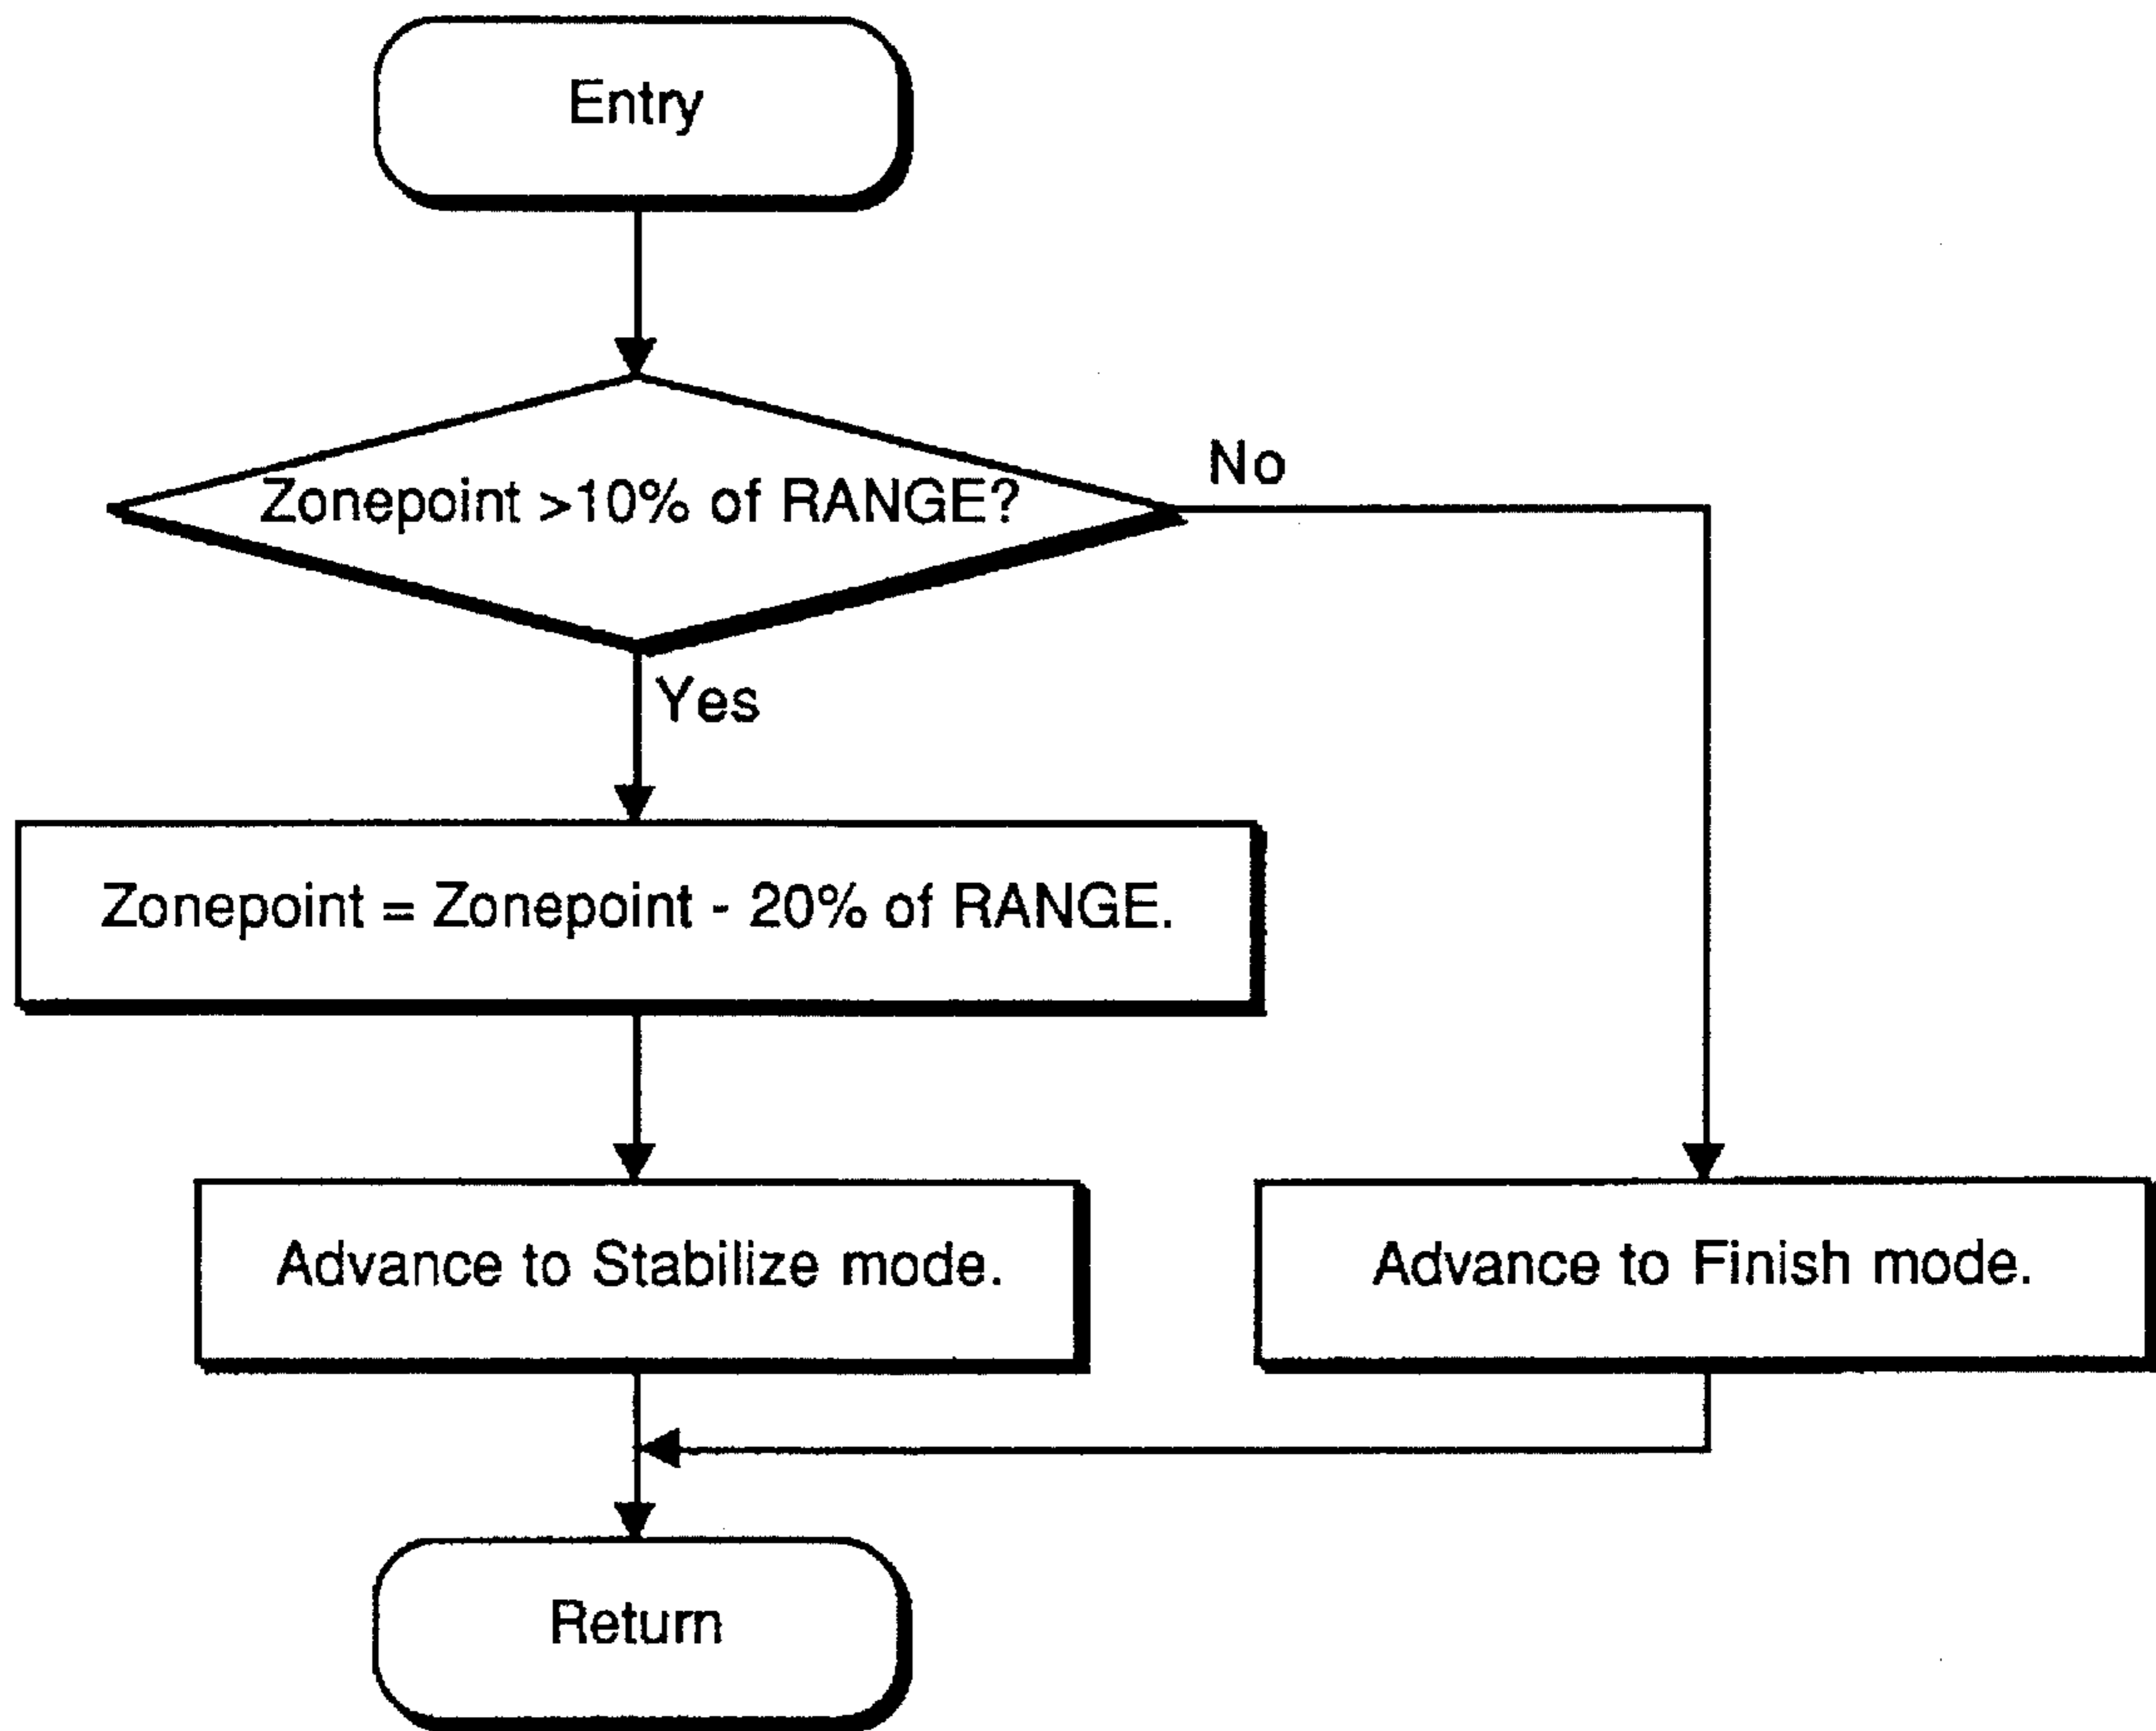 Entry
Zonepoint >10% of RANGE?
No
Yes
Zonepoint = Zonepoint - 20% of RANGE.
Advance to Stabilize mode.
Advance to Finish mode.
Return